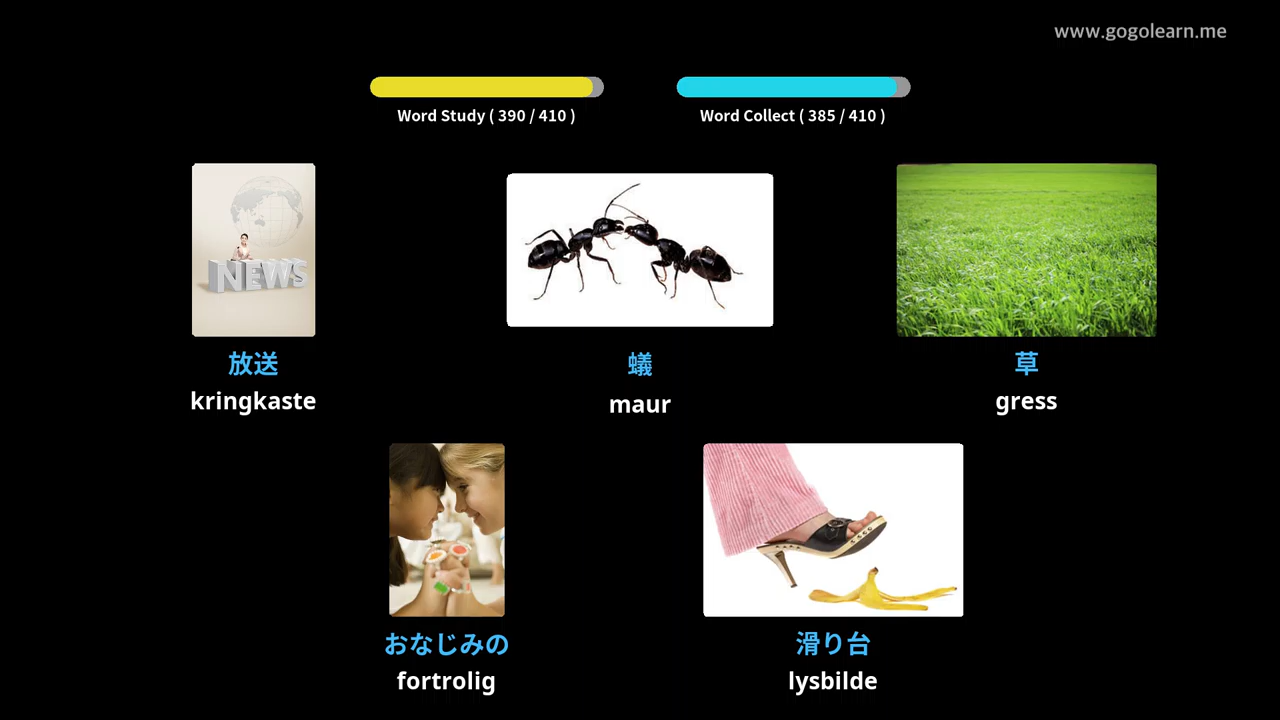 www.gogolearn.me
Word Study ( 390 / 410 )
Word Collect ( 385 / 410 )
NEWS
放送
kringkaste
蟻
maur
草
gress
おなじみの
fortrolig
滑り台
lysbilde